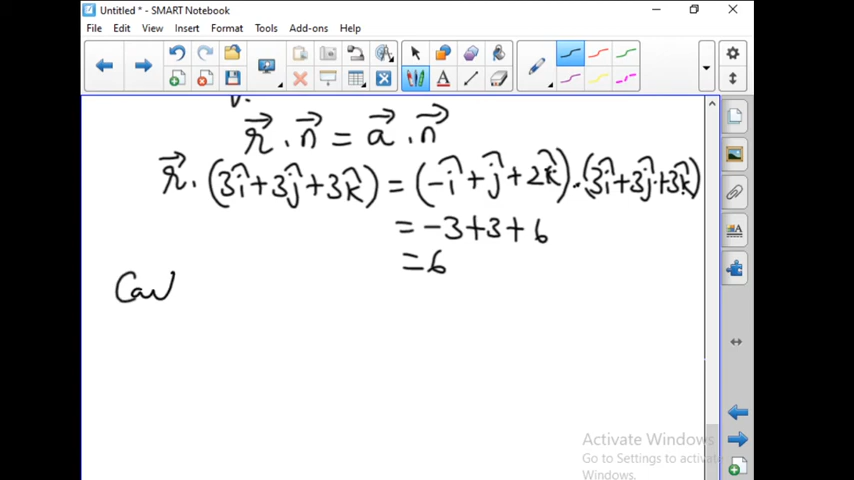 Untitled * - SMART Notebook
File Edit View Insert Format Tools Add-ons Help
r⃗ . n⃗ = a⃗ . n⃗
r⃗ . (3î+3ĵ+3k̂) = (-î+ĵ+2k̂).(3î+3ĵ+3k̂)
= -3+3+6
= 6
Activate Windows
Go to Settings to activate
Windows.